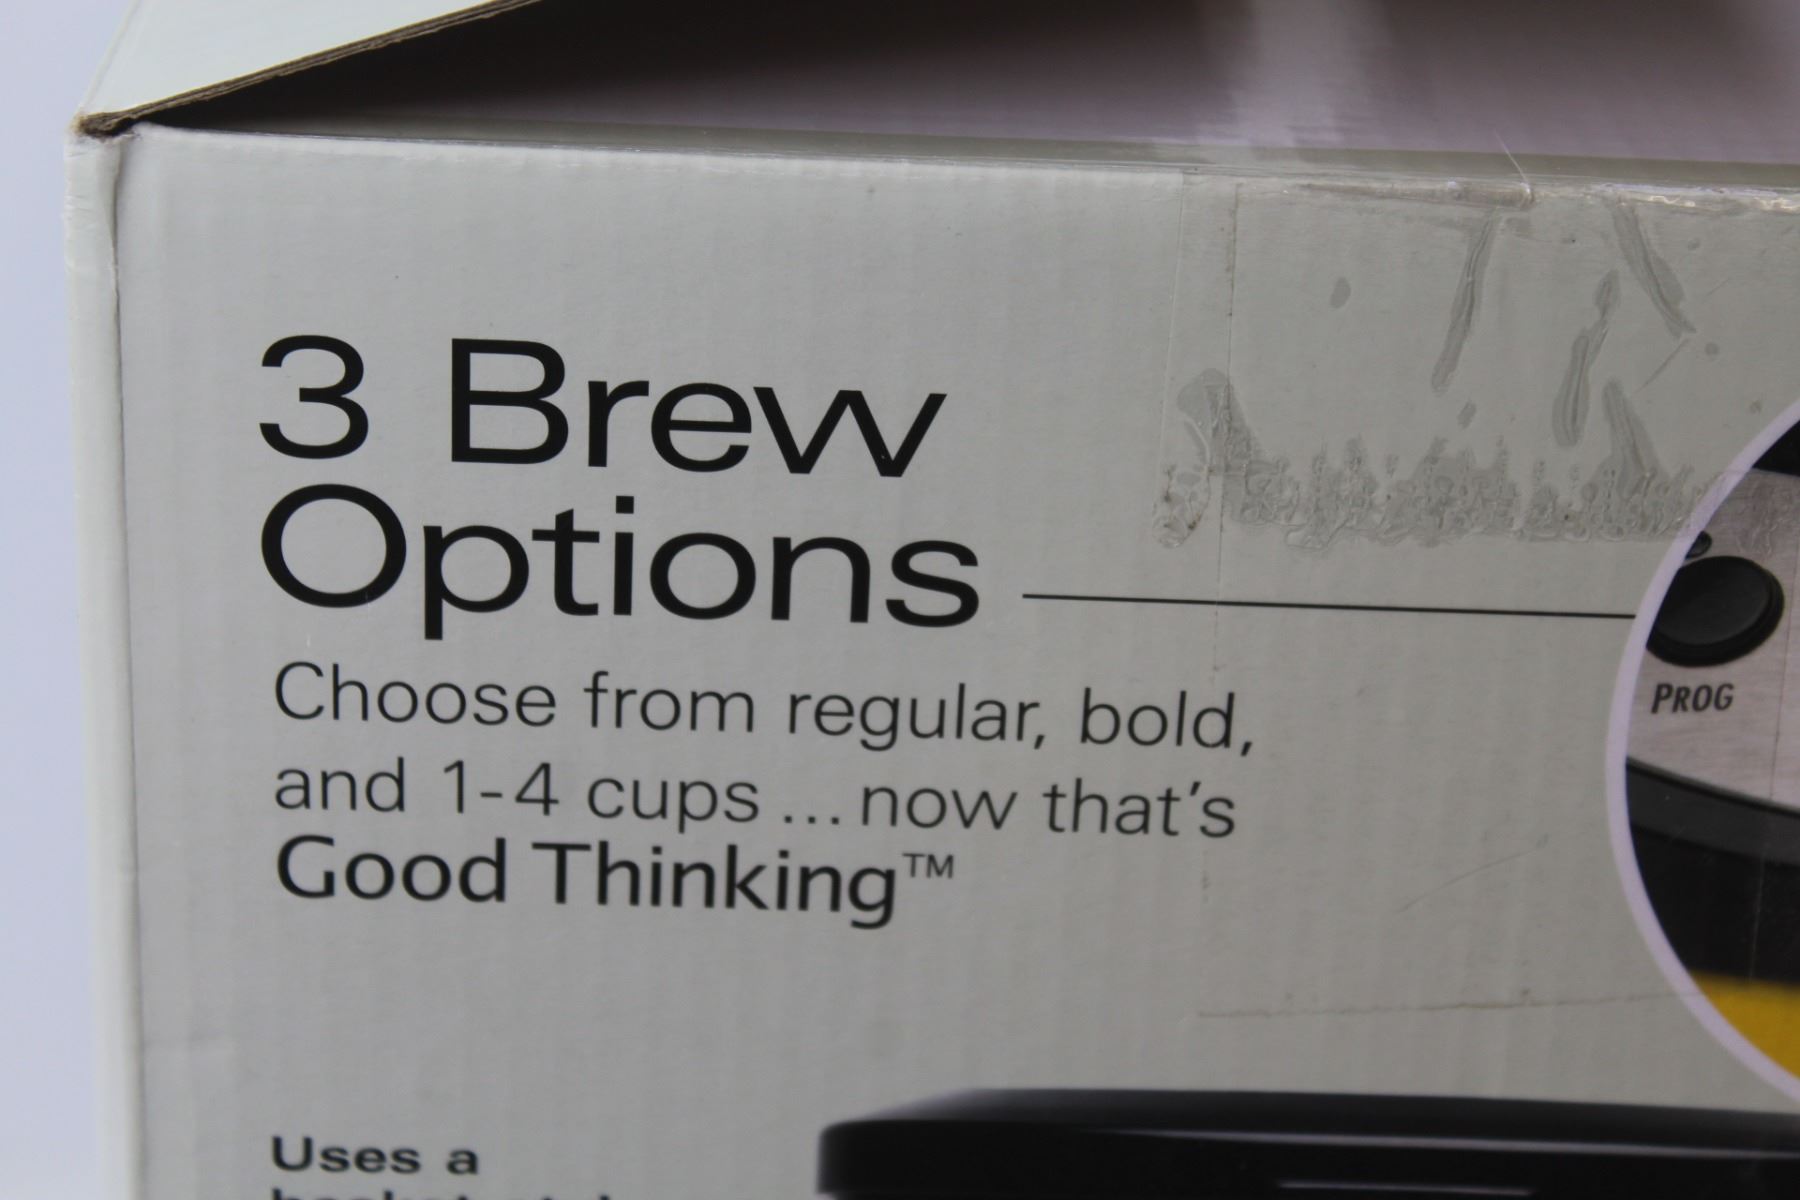 3 Brew
Options
Choose from regular, bold,
and 1-4 cups ... now that's
Good Thinking™
PROG
Uses a